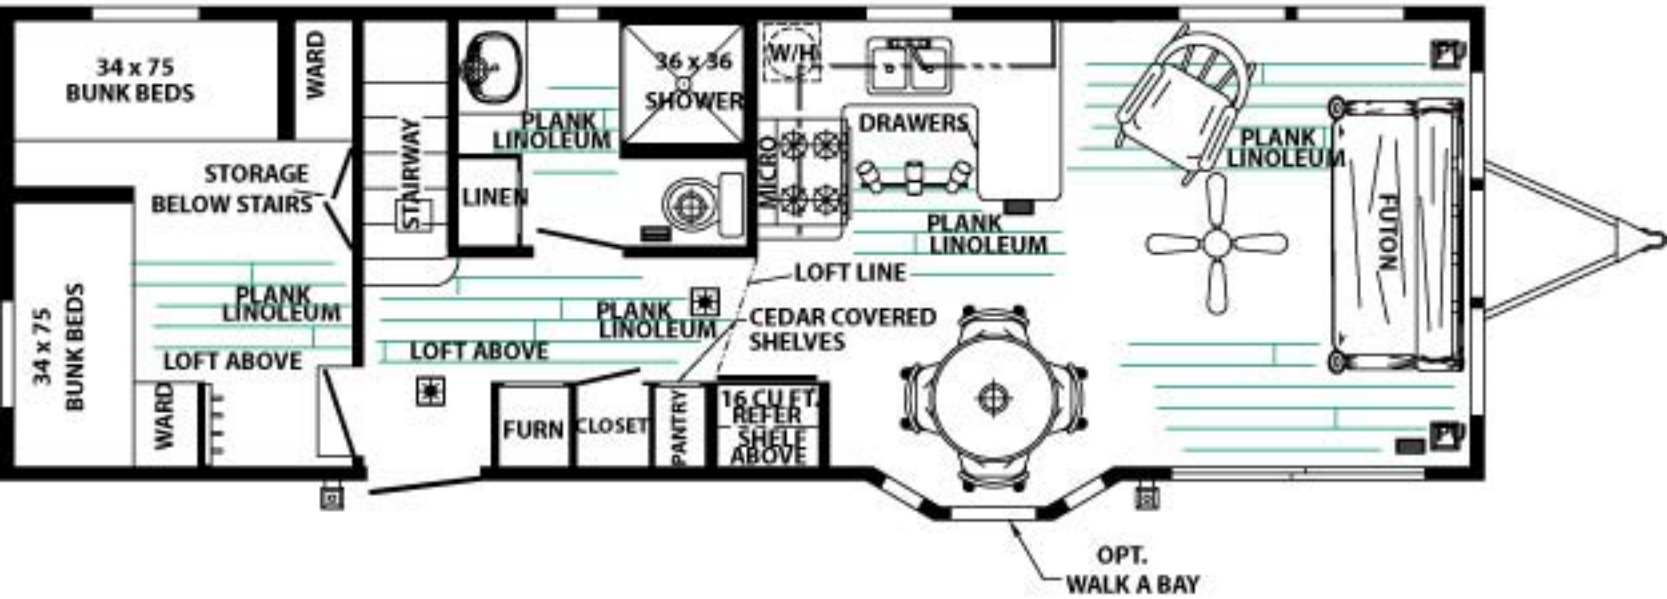 34 x 75
BUNK BEDS
WARD
STORAGE
BELOW STAIRS
34 x 75
BUNK BEDS
PLANK
LINOLEUM
LOFT ABOVE
WARD
STAIRWAY
PLANK
LINOLEUM
LINEN
36 x 36
SHOWER
PLANK
LINOLEUM
LOFT ABOVE
FURN
CLOSET
PANTRY
16 CU FT.
REFER
SHELF
ABOVE
W/H
MICRO
DRAWERS
PLANK
LINOLEUM
LOFT LINE
CEDAR COVERED
SHELVES
PLANK
LINOLEUM
FUTON
OPT.
WALK A BAY